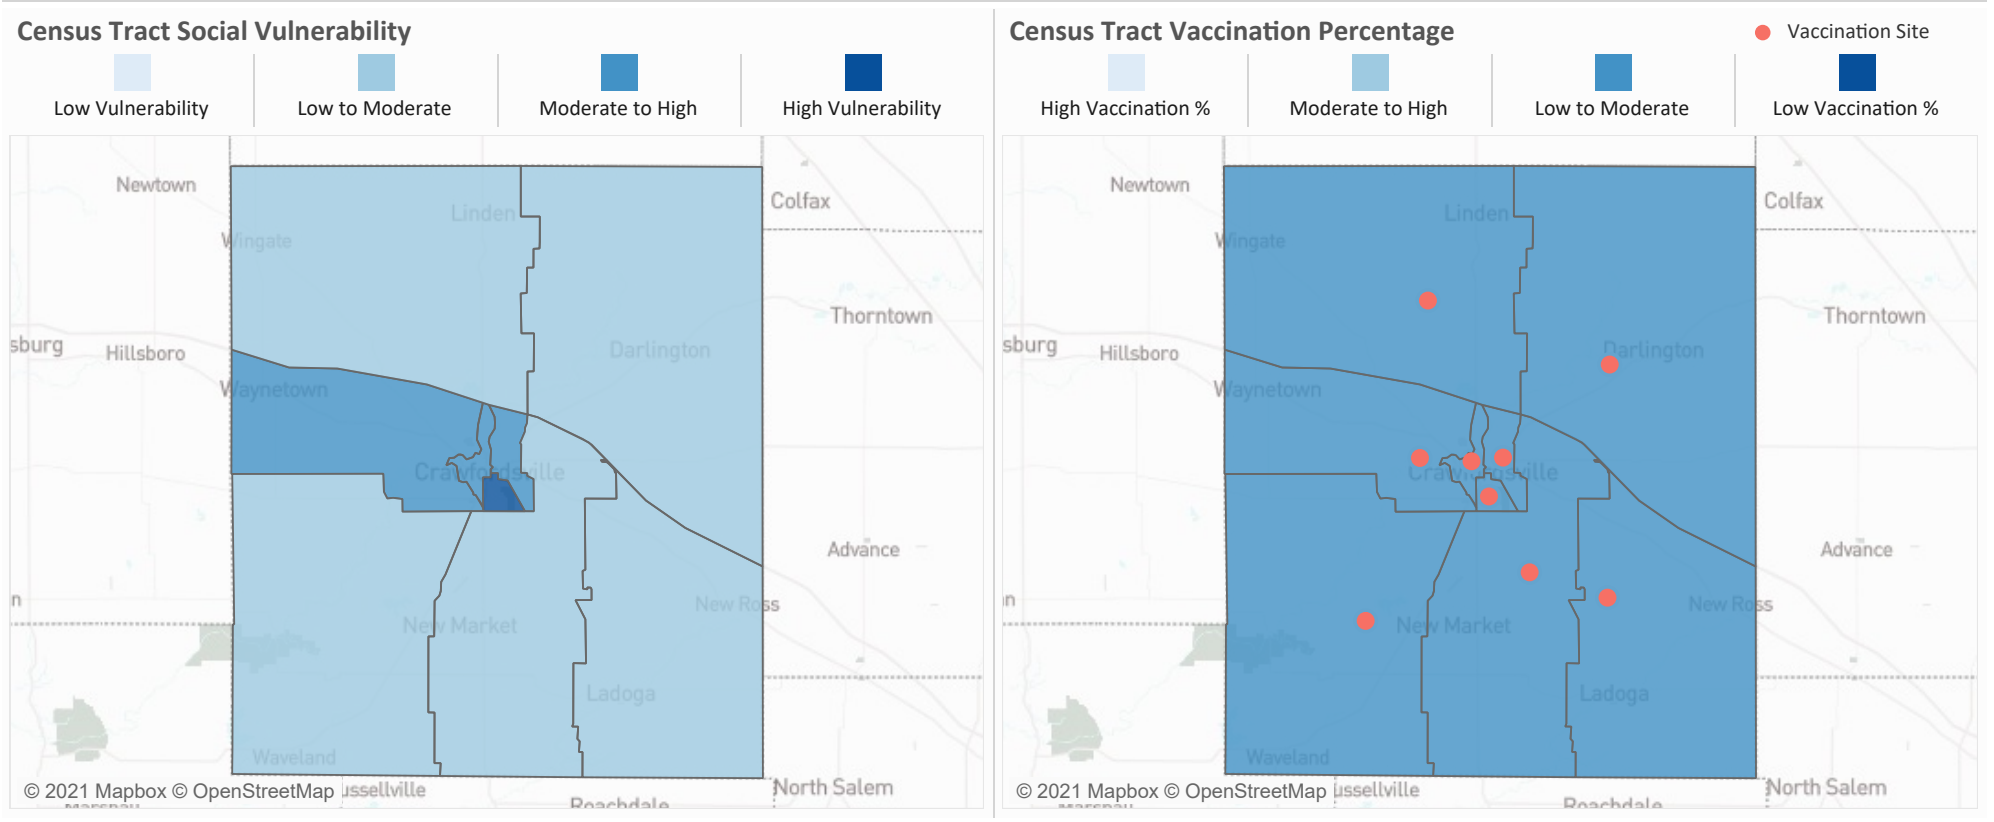 Census Tract Social Vulnerability
Low Vulnerability
Low to Moderate
Moderate to High
High Vulnerability
Newtown
Linden
Colfax
Wingate
Thorntown
sburg
Hillsboro
Darlington
Waynetown
Crawfordsville
Advance
n
New Ross
New Market
Ladoga
Waveland
© 2021 Mapbox © OpenStreetMap
ussellville
Roachdale
North Salem
Census Tract Vaccination Percentage
Vaccination Site
High Vaccination %
Moderate to High
Low to Moderate
Low Vaccination %
Newtown
Linden
Colfax
Wingate
Thorntown
sburg
Hillsboro
Darlington
Waynetown
Crawfordsville
Advance
n
New Ross
New Market
Ladoga
Waveland
© 2021 Mapbox © OpenStreetMap
ussellville
Roachdale
North Salem